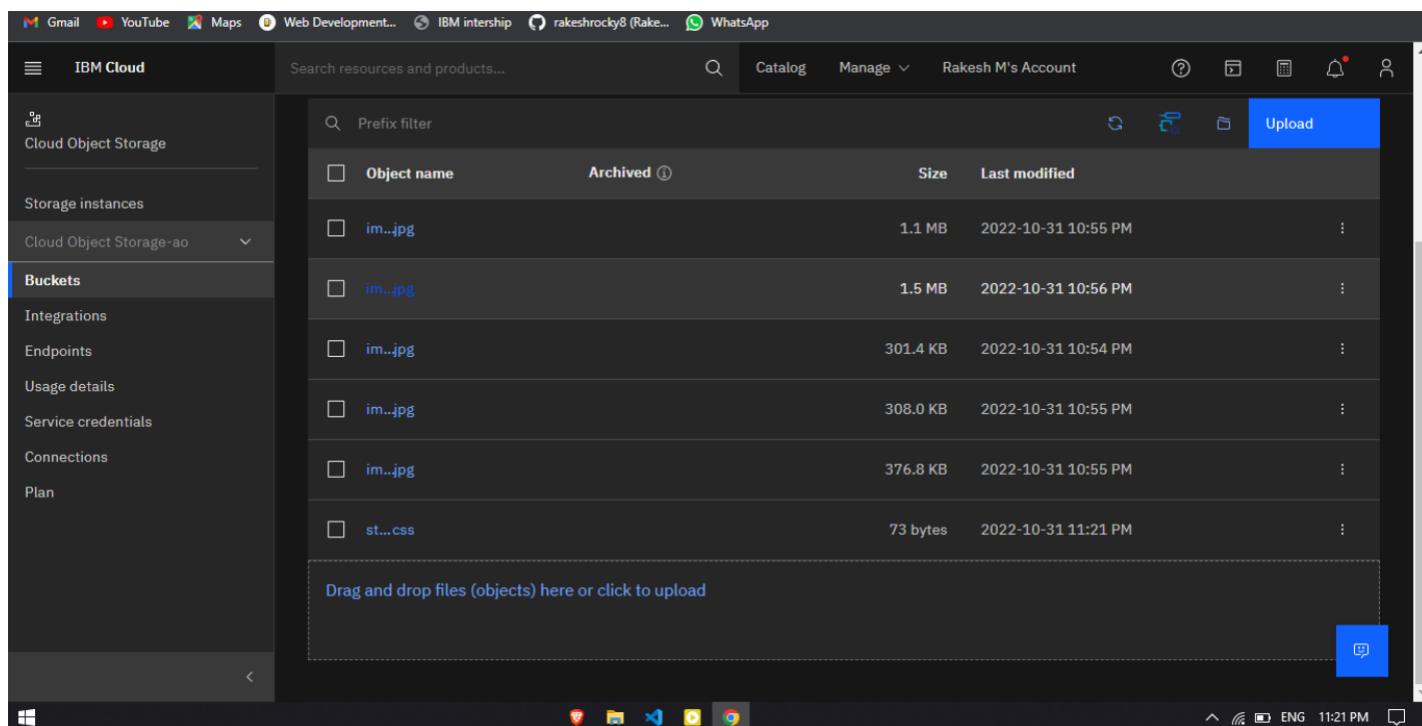 Gmail YouTube Maps Web Development... IBM intership rakeshrocky8 (Rake... WhatsApp
IBM Cloud Search resources and products... Catalog Manage Rakesh M's Account
Cloud Object Storage
Storage instances
Cloud Object Storage-ao
Buckets
Integrations
Endpoints
Usage details
Service credentials
Connections
Plan
Prefix filter Upload
Object name Archived Size Last modified
im...jpg 1.1 MB 2022-10-31 10:55 PM
im...jpg 1.5 MB 2022-10-31 10:56 PM
im...jpg 301.4 KB 2022-10-31 10:54 PM
im...jpg 308.0 KB 2022-10-31 10:55 PM
im...jpg 376.8 KB 2022-10-31 10:55 PM
st...css 73 bytes 2022-10-31 11:21 PM
Drag and drop files (objects) here or click to upload
ENG 11:21 PM